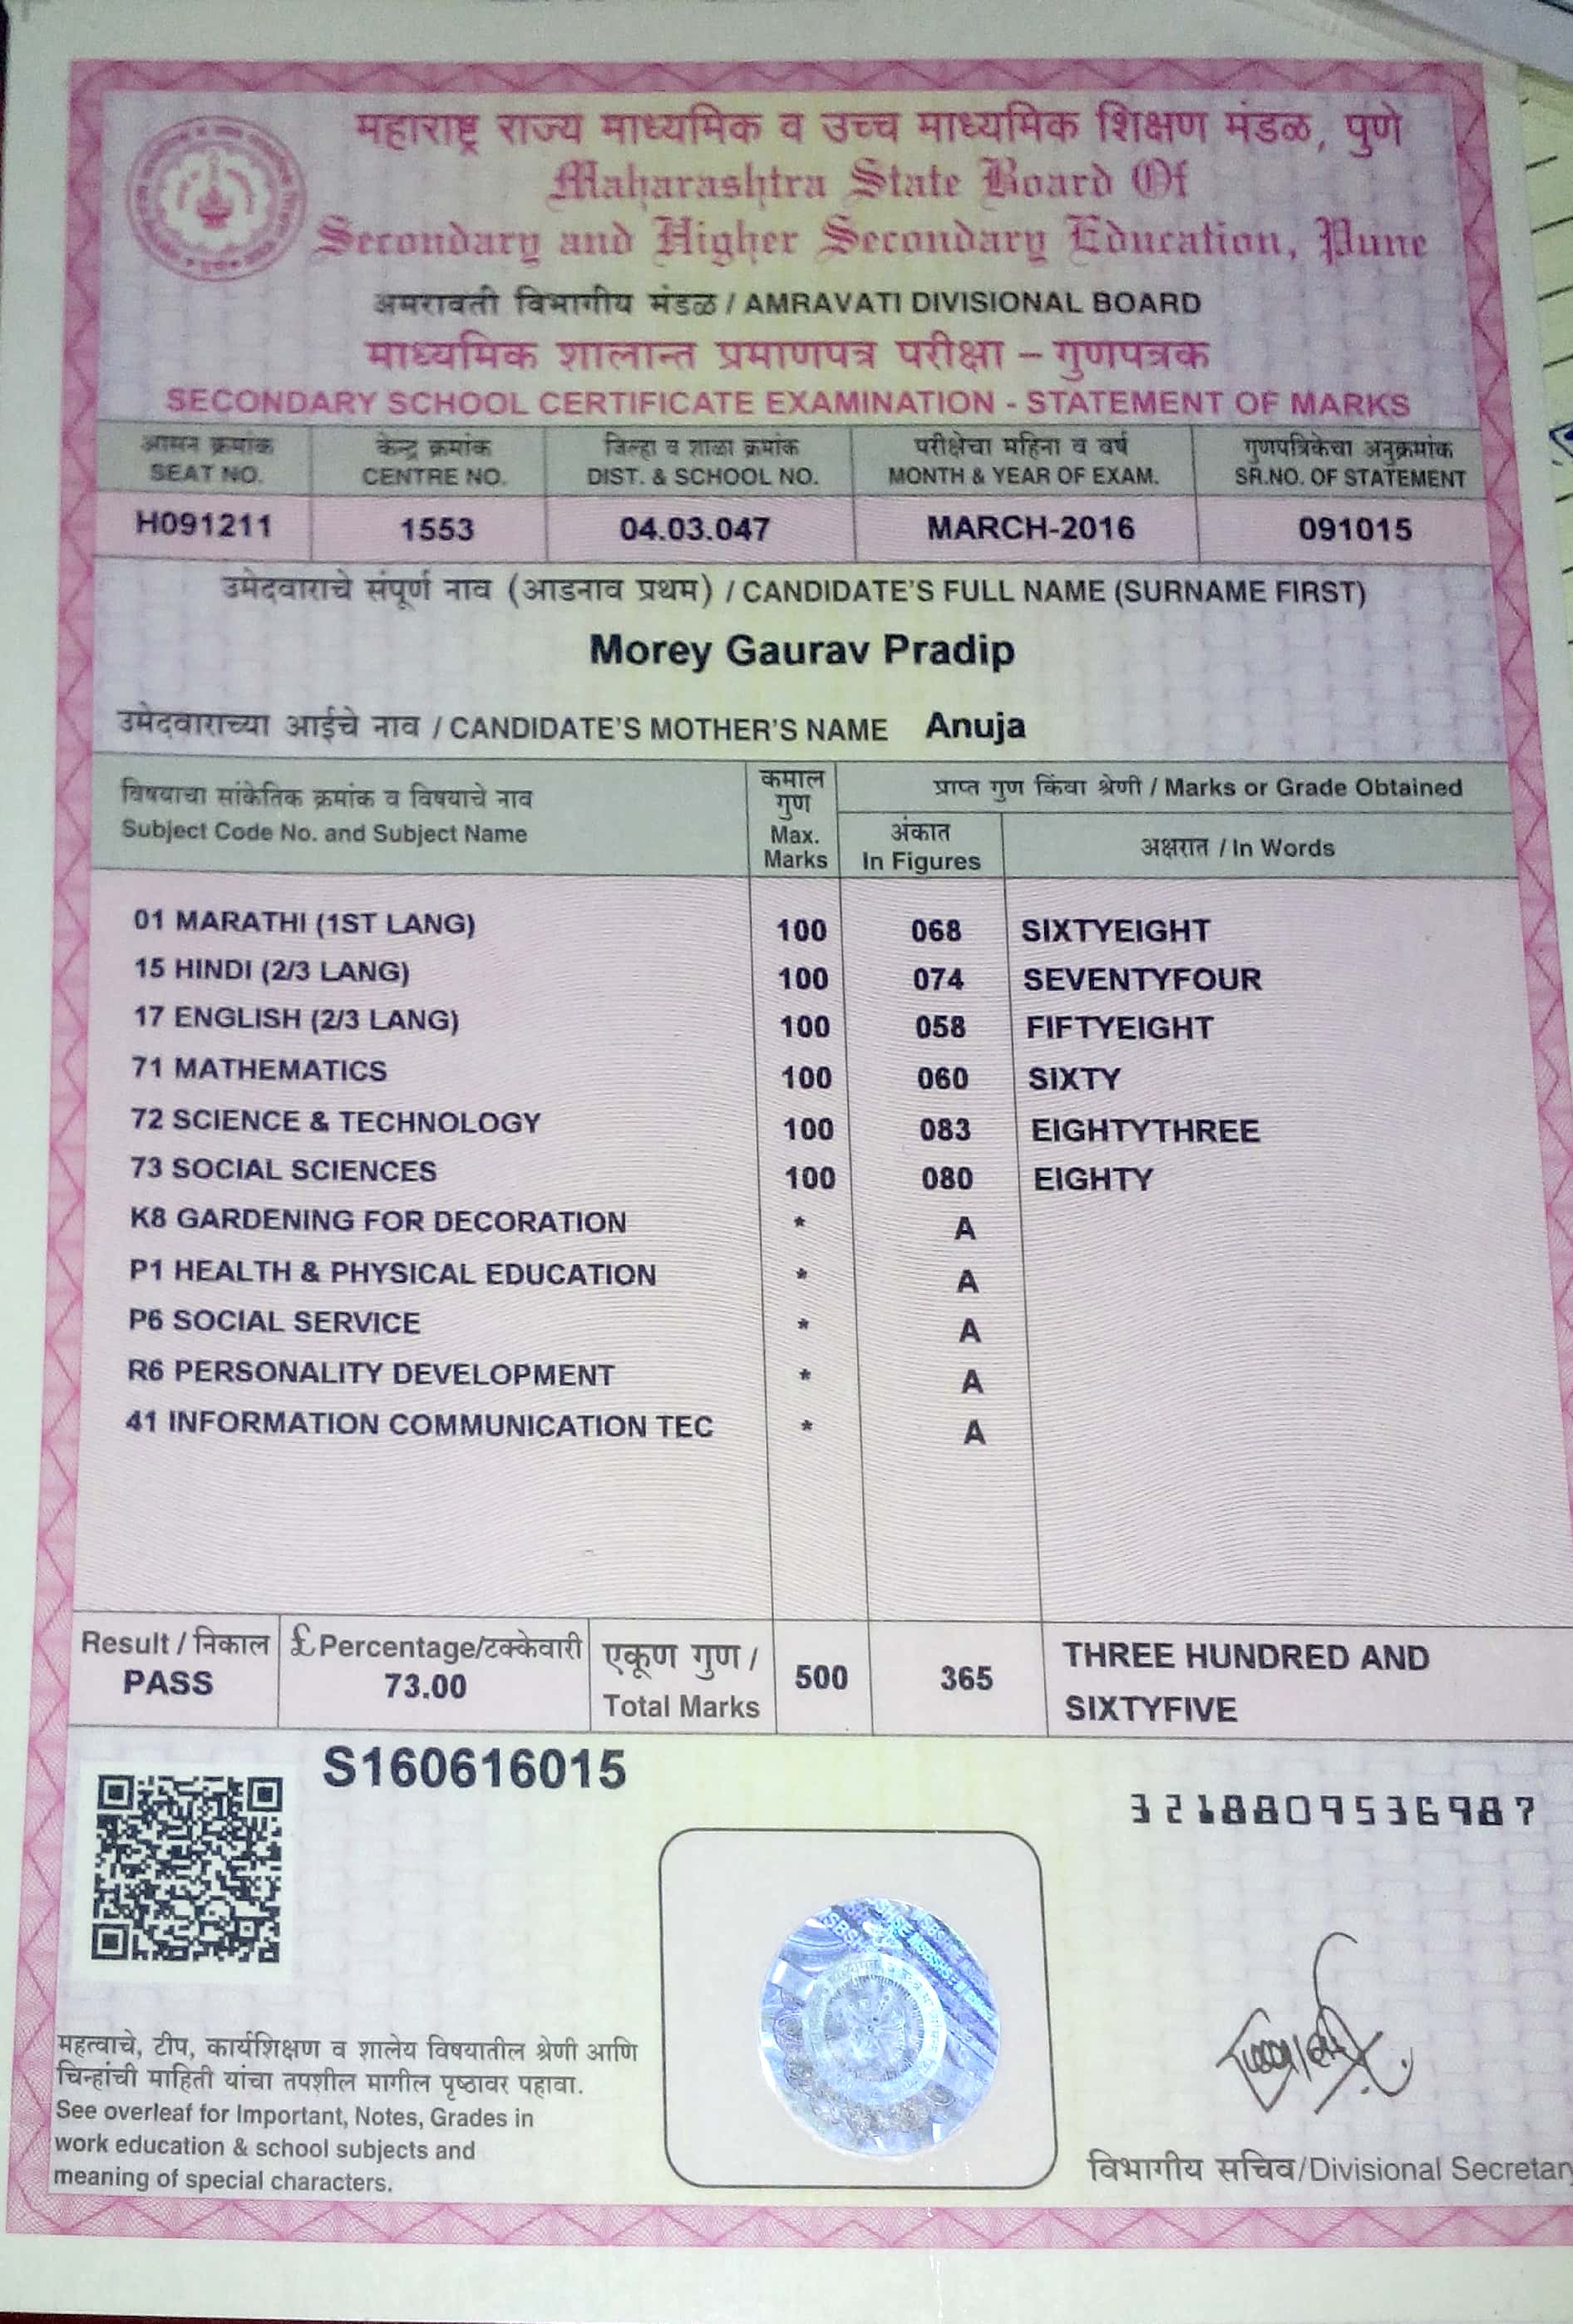 महाराष्ट्र राज्य माध्यमिक व उच्च माध्यमिक शिक्षण मंडळ, पुणे
Maharashtra State Board Of
Secondary and Higher Secondary Education, Pune
अमरावती विभागीय मंडळ / AMRAVATI DIVISIONAL BOARD
माध्यमिक शालान्त प्रमाणपत्र परीक्षा – गुणपत्रक
SECONDARY SCHOOL CERTIFICATE EXAMINATION - STATEMENT OF MARKS
आसन क्रमांक केन्द्र क्रमांक जिल्हा व शाळा क्रमांक परीक्षेचा महिना व वर्ष गुणपत्रिकेचा अनुक्रमांक
SEAT NO. CENTRE NO. DIST. & SCHOOL NO. MONTH & YEAR OF EXAM. SR.NO. OF STATEMENT
H091211 1553 04.03.047 MARCH-2016 091015
उमेदवाराचे संपूर्ण नाव (आडनाव प्रथम) / CANDIDATE'S FULL NAME (SURNAME FIRST)
Morey Gaurav Pradip
उमेदवाराच्या आईचे नाव / CANDIDATE'S MOTHER'S NAME Anuja
विषयाचा सांकेतिक क्रमांक व विषयाचे नाव
Subject Code No. and Subject Name
कमाल
गुण
Max.
Marks
प्राप्त गुण किंवा श्रेणी / Marks or Grade Obtained
अंकात
In Figures
अक्षरात / In Words
01 MARATHI (1ST LANG) 100 068 SIXTYEIGHT
15 HINDI (2/3 LANG) 100 074 SEVENTYFOUR
17 ENGLISH (2/3 LANG) 100 058 FIFTYEIGHT
71 MATHEMATICS 100 060 SIXTY
72 SCIENCE & TECHNOLOGY 100 083 EIGHTYTHREE
73 SOCIAL SCIENCES 100 080 EIGHTY
K8 GARDENING FOR DECORATION * A
P1 HEALTH & PHYSICAL EDUCATION * A
P6 SOCIAL SERVICE * A
R6 PERSONALITY DEVELOPMENT * A
41 INFORMATION COMMUNICATION TEC * A
Result / निकाल
PASS
£ Percentage/टक्केवारी
73.00
एकूण गुण /
Total Marks
500 365
THREE HUNDRED AND
SIXTYFIVE
S160616015
3218809536987
महत्वाचे, टीप, कार्यशिक्षण व शालेय विषयातील श्रेणी आणि
चिन्हांची माहिती यांचा तपशील मागील पृष्ठावर पहावा.
See overleaf for Important, Notes, Grades in
work education & school subjects and
meaning of special characters.
विभागीय सचिव/Divisional Secretary